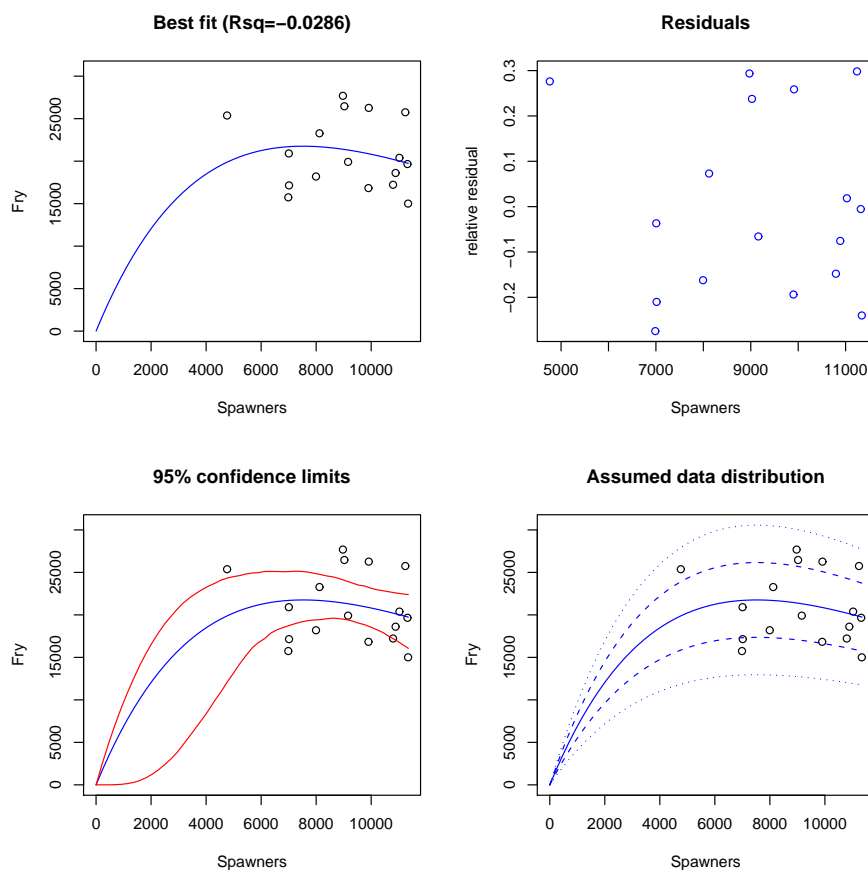 Best fit (Rsq=−0.0286)
Fry
25000
15000
5000
0
0 2000 4000 6000 8000 10000
Spawners
Residuals
relative residual
0.3
0.2
0.1
0.0
−0.1
−0.2
5000 7000 9000 11000
Spawners
95% confidence limits
Fry
25000
15000
5000
0
0 2000 4000 6000 8000 10000
Spawners
Assumed data distribution
Fry
25000
15000
5000
0
0 2000 4000 6000 8000 10000
Spawners